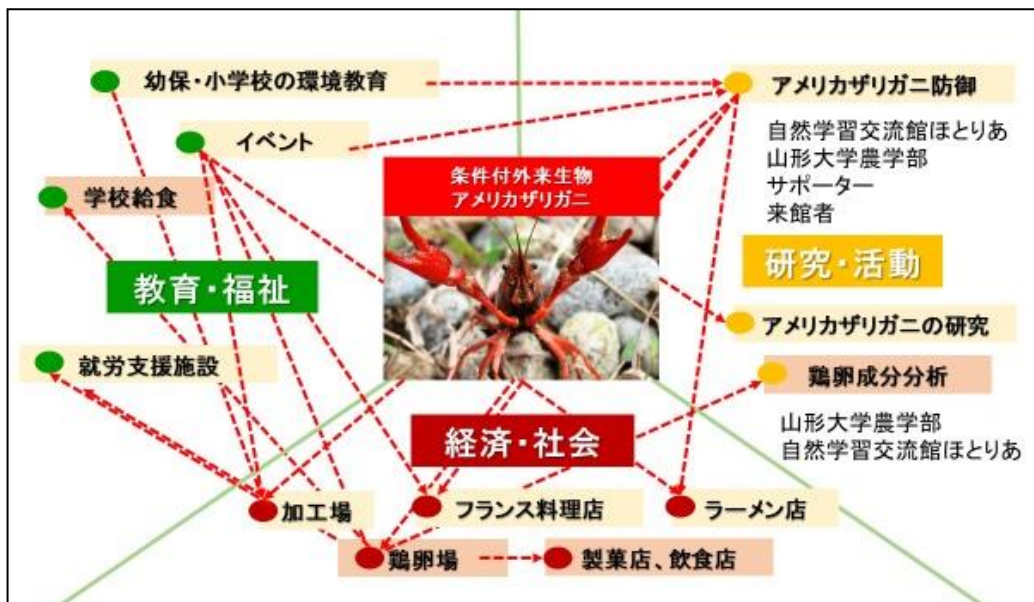 幼保・小学校の環境教育
イベント
学校給食
教育・福祉
就労支援施設
条件付外来生物
アメリカザリガニ
アメリカザリガニ防御
自然学習交流館ほとりあ
山形大学農学部
サポーター
来館者
研究・活動
アメリカザリガニの研究
鶏卵成分分析
山形大学農学部
自然学習交流館ほとりあ
経済・社会
加工場
フランス料理店
ラーメン店
鶏卵場
製菓店、飲食店